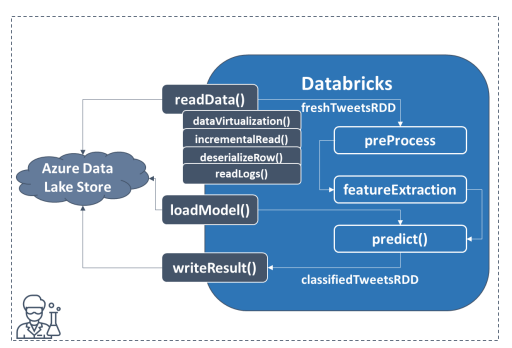 Databricks
readData()
freshTweetsRDD
dataVirtualization()
incrementalRead()
deserializeRow()
readLogs()
preProcess
Azure Data
Lake Store
featureExtraction
loadModel()
predict()
writeResult()
classifiedTweetsRDD